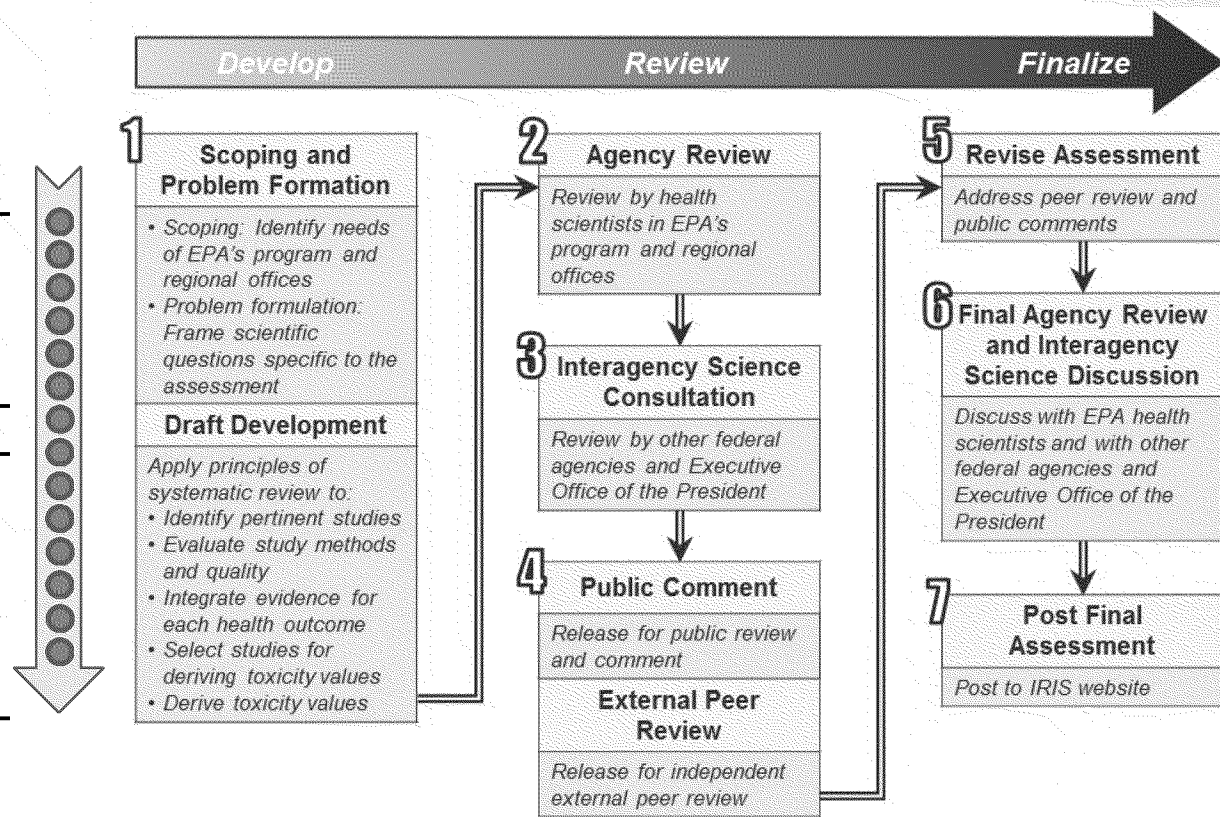 Develop
Review
Finalize
1
Scoping and
Problem Formation
• Scoping: Identify needs
of EPA's program and
regional offices
• Problem formulation:
Frame scientific
questions specific to the
assessment
Draft Development
Apply principles of
systematic review to:
• Identify pertinent studies
• Evaluate study methods
and quality
• Integrate evidence for
each health outcome
• Select studies for
deriving toxicity values
• Derive toxicity values
2
Agency Review
Review by health
scientists in EPA's
program and regional
offices
3
Interagency Science
Consultation
Review by other federal
agencies and Executive
Office of the President
4
Public Comment
Release for public review
and comment
External Peer
Review
Release for independent
external peer review
5
Revise Assessment
Address peer review and
public comments
6
Final Agency Review
and Interagency
Science Discussion
Discuss with EPA health
scientists and with other
federal agencies and
Executive Office of the
President
7
Post Final
Assessment
Post to IRIS website